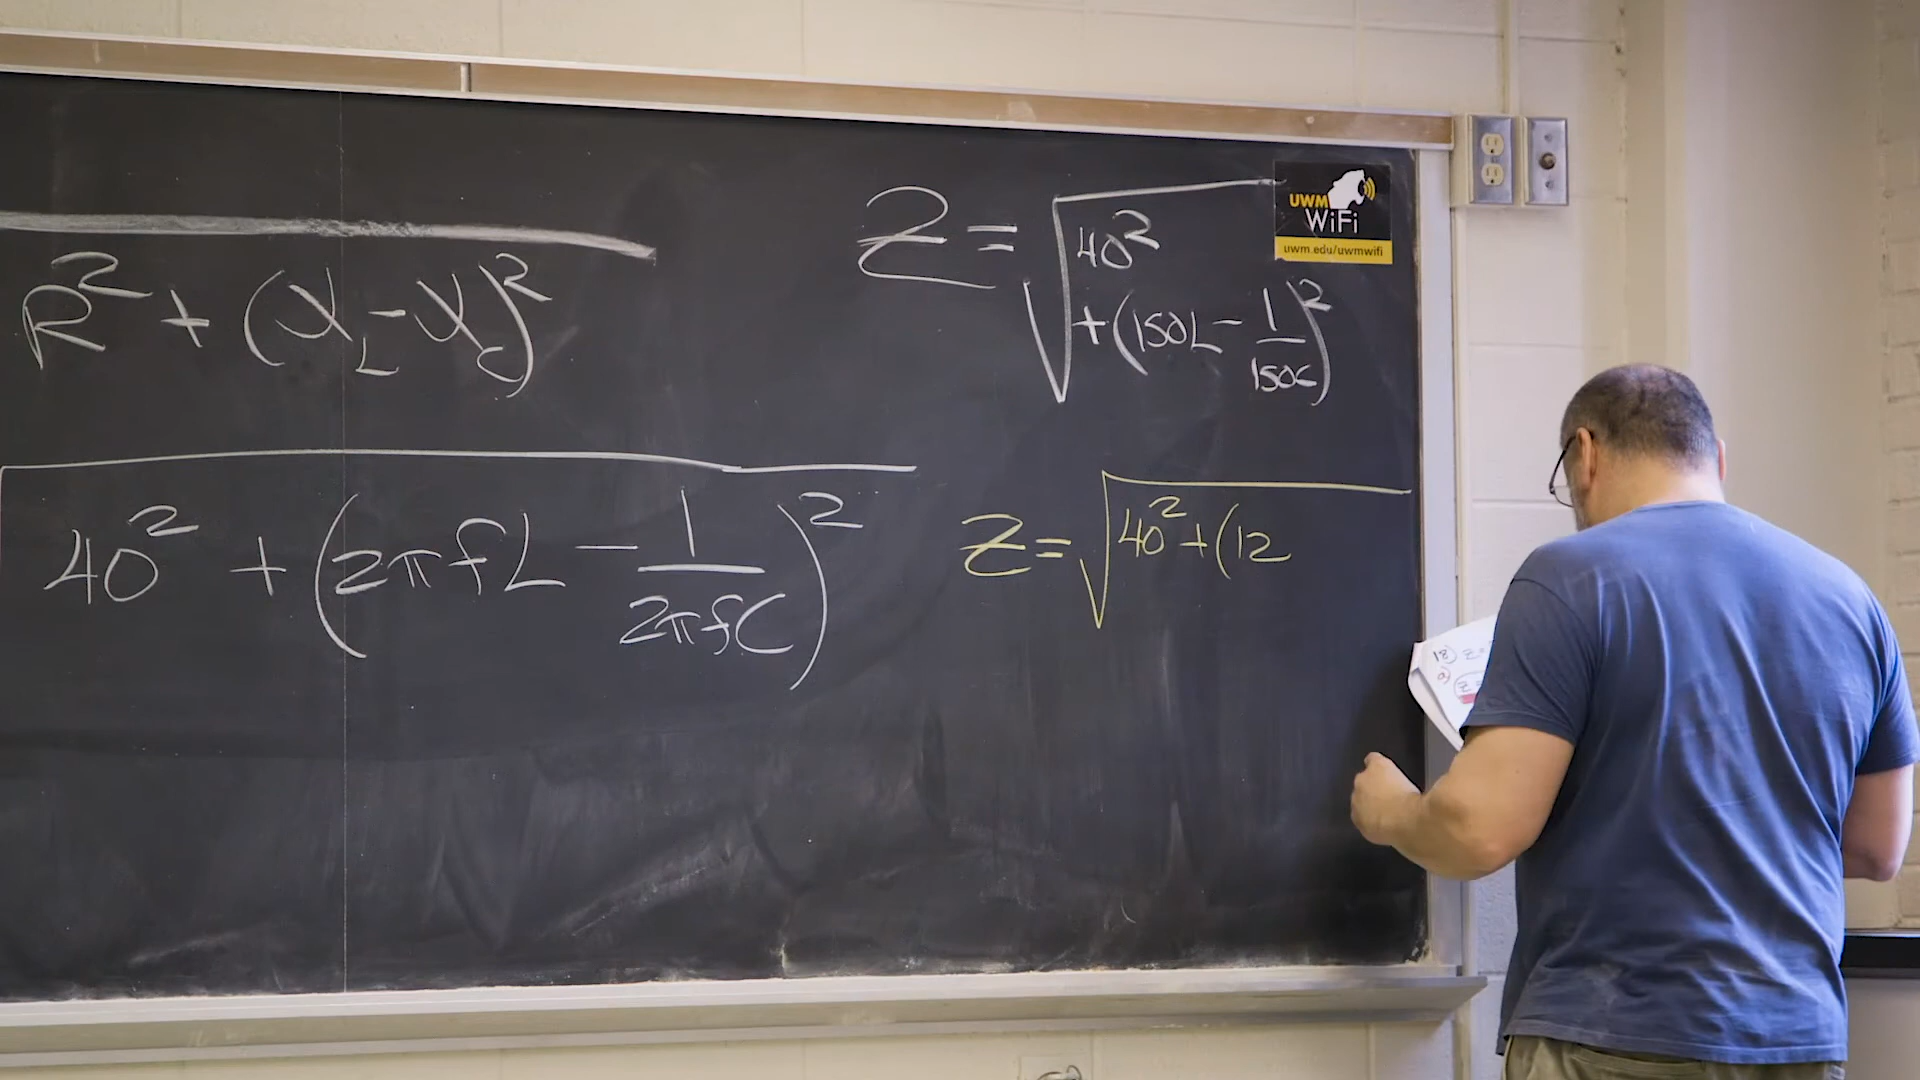 R² + (X_L - X_C)²
40² + (2πfL - 1/2πfC)²
Z = √40²
+ (150L - 1/150C)²
UWM
WiFi
uwm.edu/uwmwifi
Z = √40² + (12
18) Z=
a)
Z=